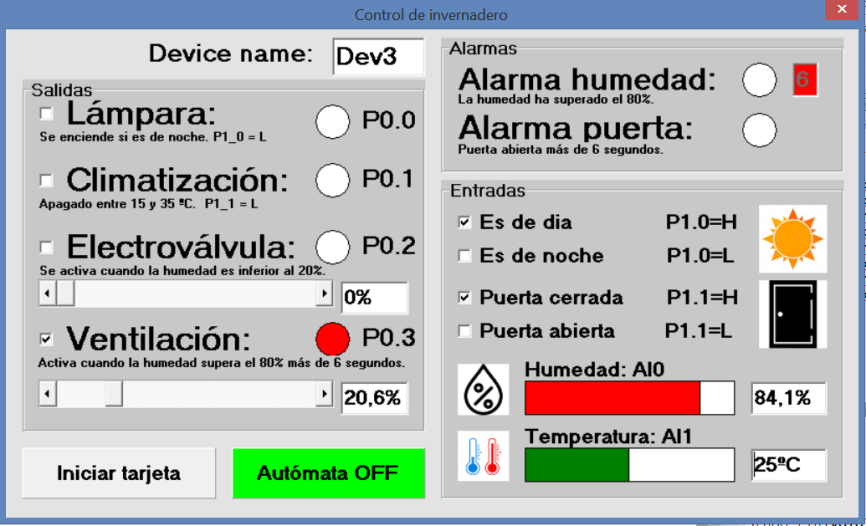 Control de invernadero
Device name: Dev3
Salidas
Lámpara: P0.0
Se enciende si es de noche. P1_0 = L
Climatización: P0.1
Apagado entre 15 y 35 ºC. P1_1 = L
Electroválvula: P0.2
Se activa cuando la humedad es inferior al 20%.
0%
Ventilación: P0.3
Activa cuando la humedad supera el 80% más de 6 segundos.
20,6%
Iniciar tarjeta
Autómata OFF
Alarmas
Alarma humedad: 6
La humedad ha superado el 80%.
Alarma puerta:
Puerta abierta más de 6 segundos.
Entradas
Es de dia P1.0=H
Es de noche P1.0=L
Puerta cerrada P1.1=H
Puerta abierta P1.1=L
Humedad: AI0
84,1%
Temperatura: AI1
25ºC